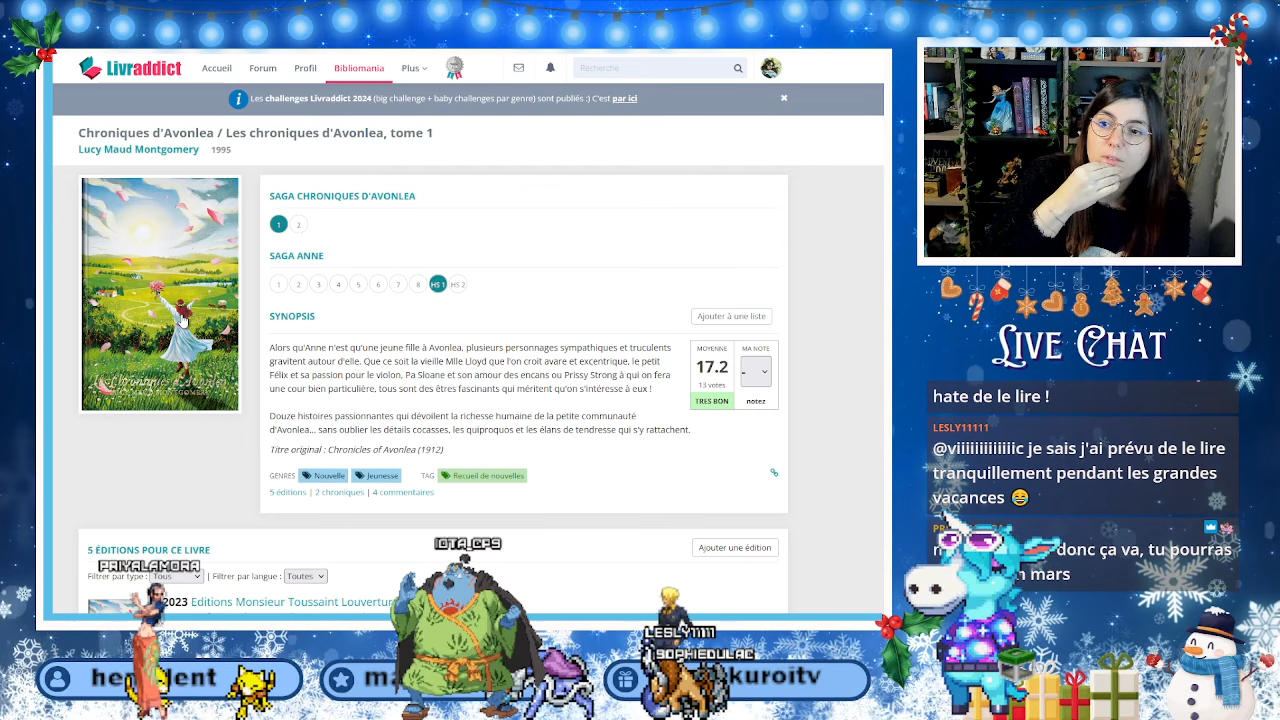 Livraddict
Accueil Forum Profil Bibliomania Plus Recherche
Les challenges Livraddict 2024 (big challenge + baby challenges par genre) sont publiés :) C'est par ici
Chroniques d'Avonlea / Les chroniques d'Avonlea, tome 1
Lucy Maud Montgomery 1995
Les Chroniques d'Avonlea
LUCY MAUD MONTGOMERY
SAGA CHRONIQUES D'AVONLEA
1 2
SAGA ANNE
1 2 3 4 5 6 7 8 HS 1 HS 2
SYNOPSIS
Ajouter à une liste
Alors qu'Anne n'est qu'une jeune fille à Avonlea, plusieurs personnages sympathiques et truculents
gravitent autour d'elle. Que ce soit la vieille Mlle Lloyd que l'on croit avare et excentrique, le petit
Félix et sa passion pour le violon, Pa Sloane et son amour des encans ou Prissy Strong à qui on fera
une cour bien particulière, tous sont des êtres fascinants qui méritent qu'on s'intéresse à eux !
Douze histoires passionnantes qui dévoilent la richesse humaine de la petite communauté
d'Avonlea... sans oublier les détails cocasses, les quiproquos et les élans de tendresse qui s'y rattachent.
Titre original : Chronicles of Avonlea (1912)
MOYENNE
17.2
13 votes
TRES BON
MA NOTE
-
notez
GENRES Nouvelle Jeunesse TAG Recueil de nouvelles
5 éditions | 2 chroniques | 4 commentaires
5 ÉDITIONS POUR CE LIVRE
Ajouter une édition
Filtrer par type : Tous | Filtrer par langue : Toutes
2023 Editions Monsieur Toussaint Louverture
PRIYALAMORA
IOTA_CP9
LESLY11111
SOPHIEDULAC
kuroitv
LIVE CHAT
hate de le lire !
LESLY11111
@viiiiiiiiiiiic je sais j'ai prévu de le lire
tranquillement pendant les grandes
vacances 😂
donc ça va, tu pourras
mars